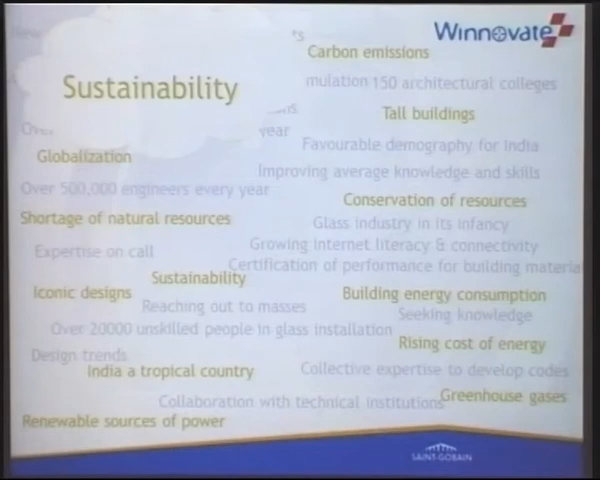 Winnovate
Carbon emissions
Sustainability
mulation 150 architectural colleges
Tall buildings
year
Favourable demography for India
Globalization
Improving average knowledge and skills
Over 500,000 engineers every year
Conservation of resources
Shortage of natural resources
Glass industry in its infancy
Growing internet literacy & connectivity
Expertise on call
Certification of performance for building materia
Sustainability
Iconic designs
Building energy consumption
Reaching out to masses
Seeking knowledge
Over 20000 unskilled people in glass installation
Rising cost of energy
Design trends
India a tropical country
Collective expertise to develop codes
Collaboration with technical institutions
Greenhouse gases
Renewable sources of power
SAINT-GOBAIN